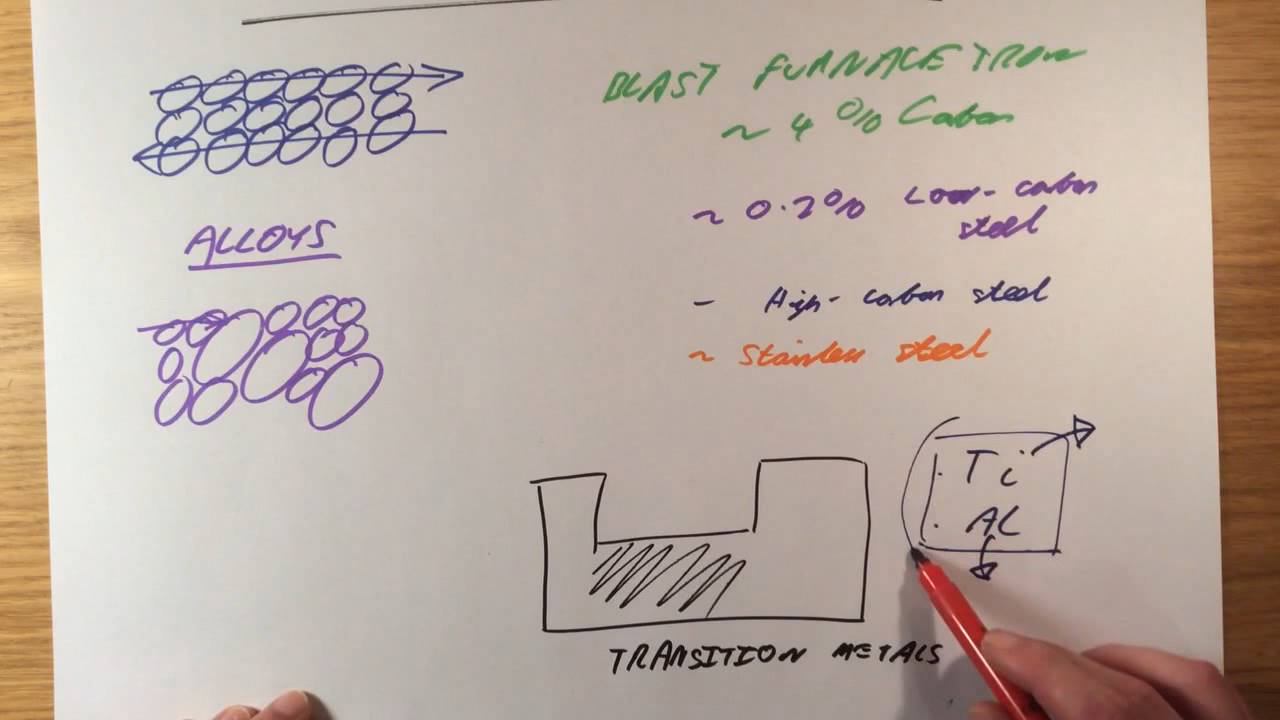 BLAST FURNACE IRON
~ 4 % Carbon
~ 0.2% Low-carbon
steel
ALLOYS
- High-carbon steel
~ Stainless steel
. Ti
. Al
TRANSITION METALS